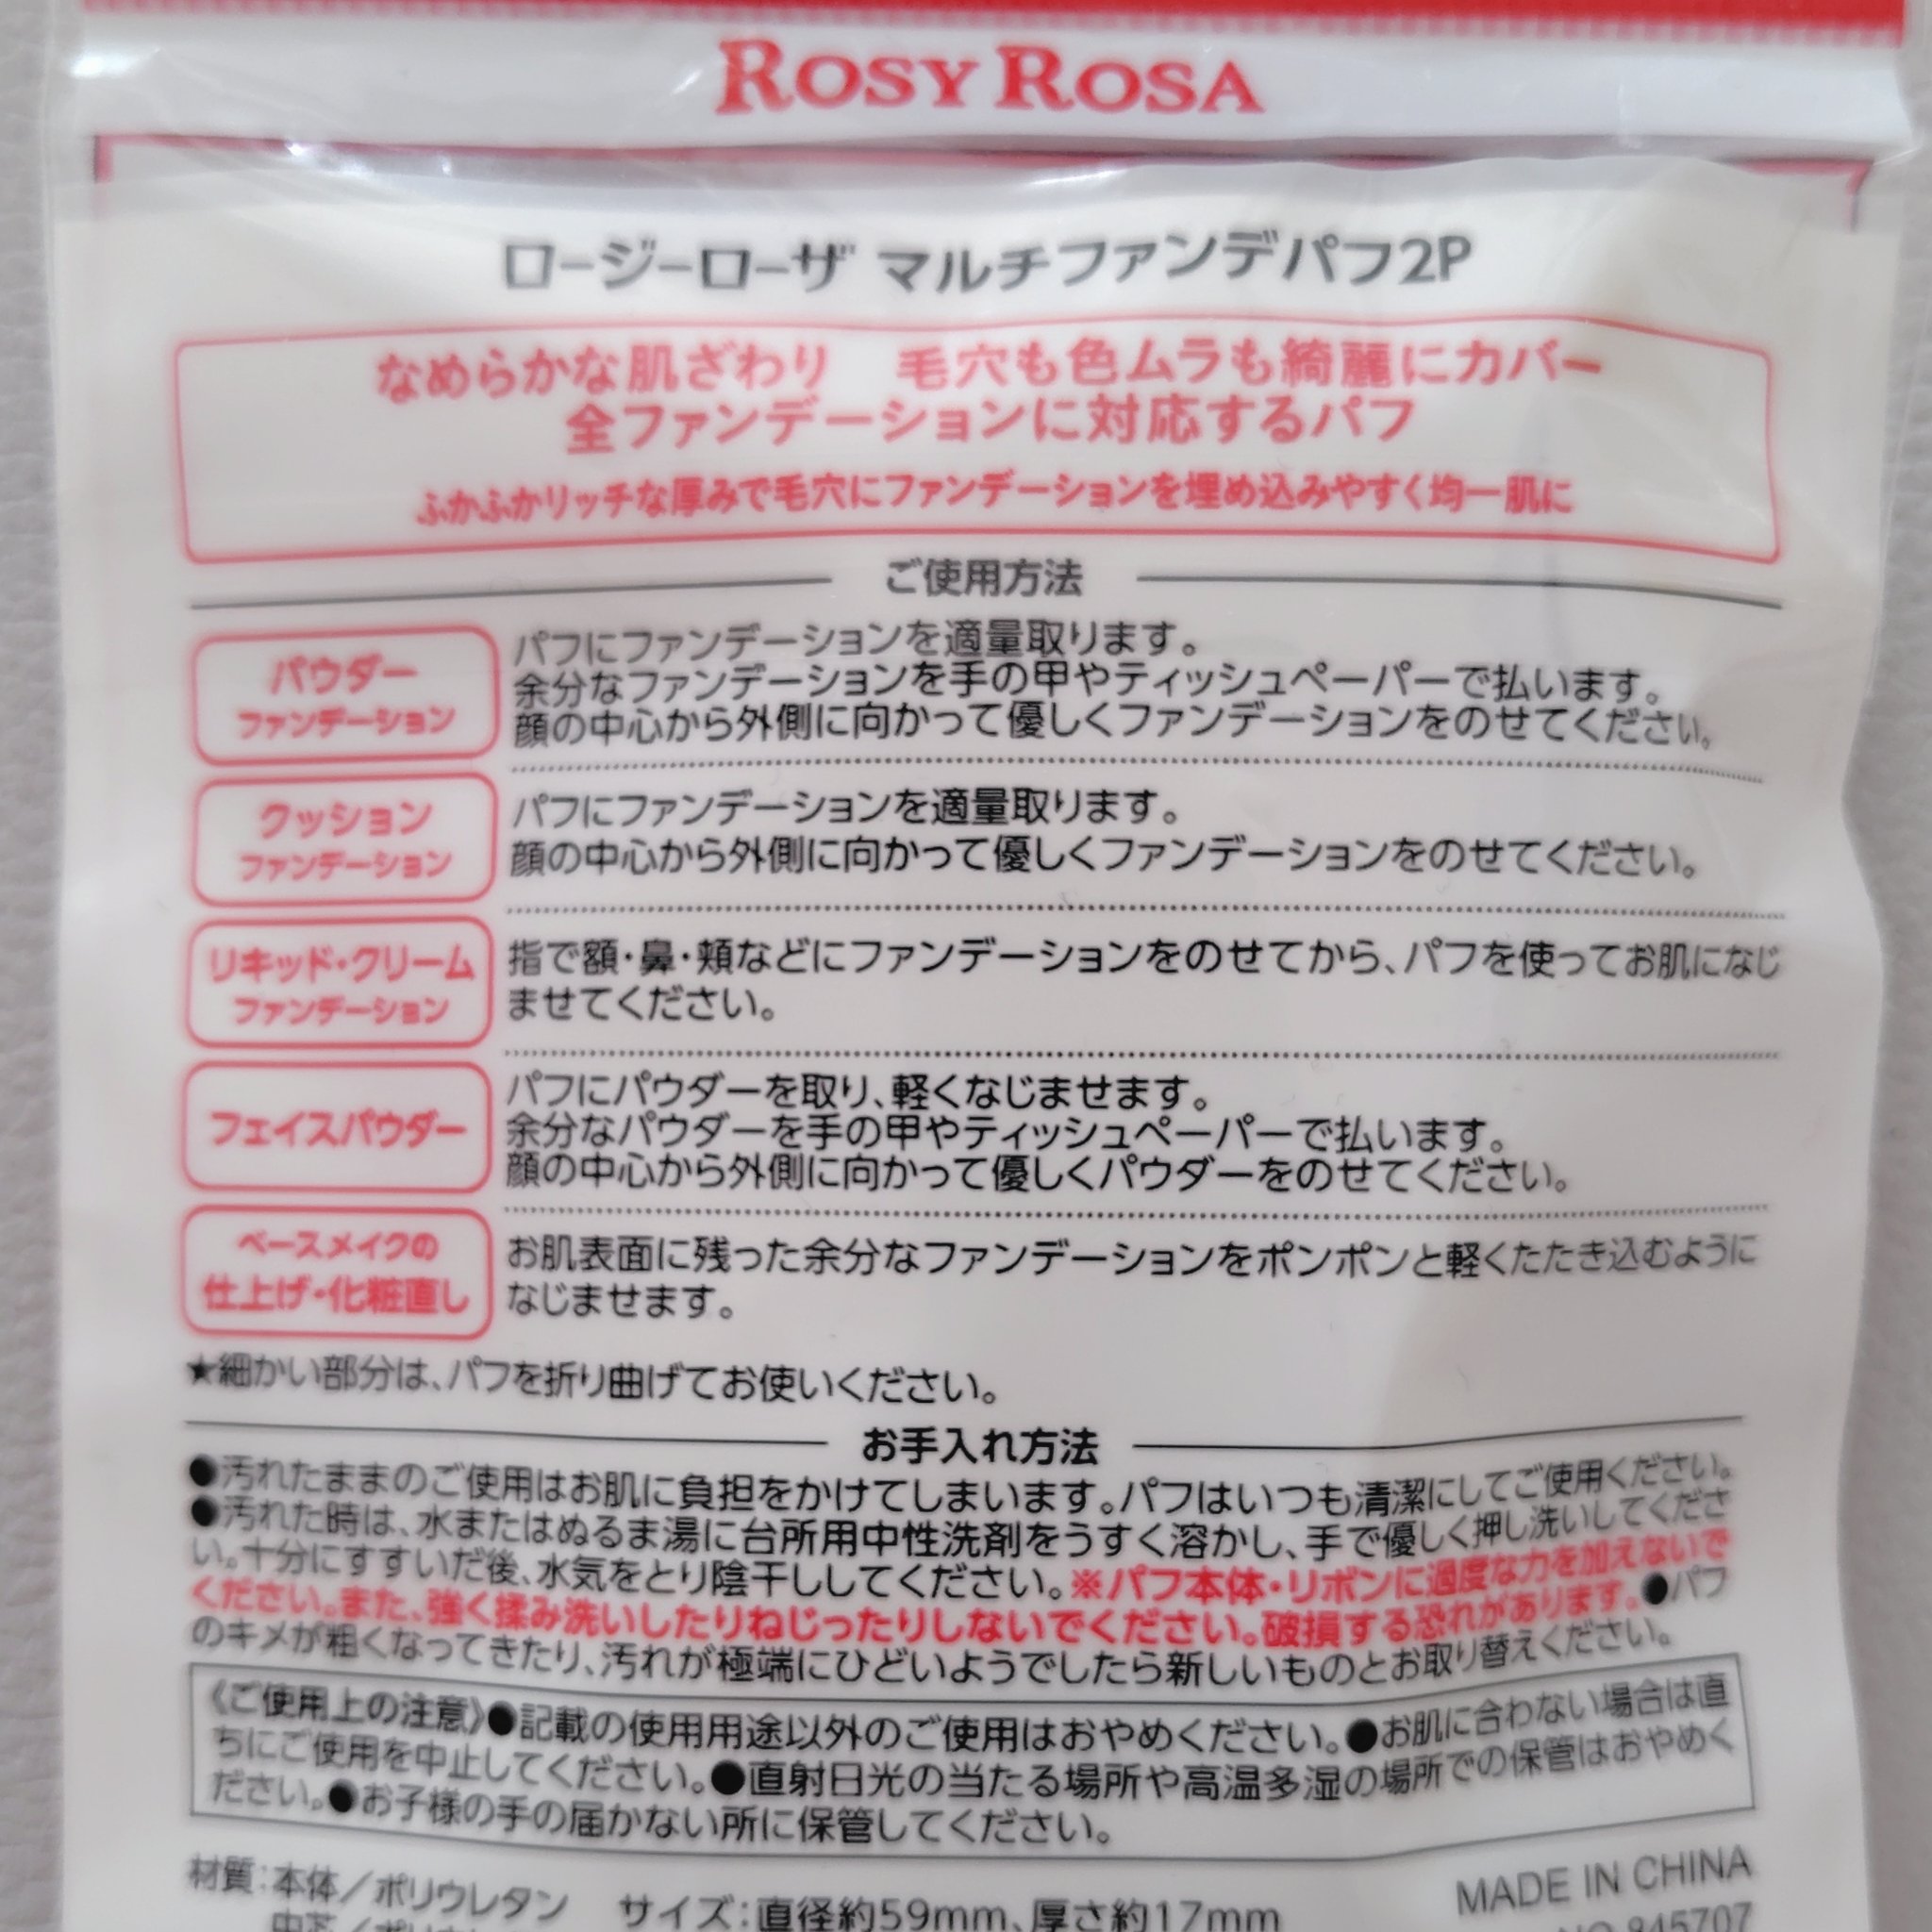 ROSY ROSA
ロージーローザ マルチファンデパフ2P
なめらかな肌ざわり　毛穴も色ムラも綺麗にカバー
全ファンデーションに対応するパフ
ふかふかリッチな厚みで毛穴にファンデーションを埋め込みやすく均一肌に
ご使用方法
パウダー
ファンデーション
パフにファンデーションを適量取ります。
余分なファンデーションを手の甲やティッシュペーパーで払います。
顔の中心から外側に向かって優しくファンデーションをのせてください。
クッション
ファンデーション
パフにファンデーションを適量取ります。
顔の中心から外側に向かって優しくファンデーションをのせてください。
リキッド・クリーム
ファンデーション
指で額・鼻・頬などにファンデーションをのせてから、パフを使ってお肌になじ
ませてください。
フェイスパウダー
パフにパウダーを取り、軽くなじませます。
余分なパウダーを手の甲やティッシュペーパーで払います。
顔の中心から外側に向かって優しくパウダーをのせてください。
ベースメイクの
仕上げ・化粧直し
お肌表面に残った余分なファンデーションをポンポンと軽くたたき込むように
なじませます。
★細かい部分は、パフを折り曲げてお使いください。
お手入れ方法
●汚れたままのご使用はお肌に負担をかけてしまいます。パフはいつも清潔にしてご使用ください。
●汚れた時は、水またはぬるま湯に台所用中性洗剤をうすく溶かし、手で優しく押し洗いしてくださ
い。十分にすすいだ後、水気をとり陰干ししてください。※パフ本体・リボンに過度な力を加えないで
ください。また、強く揉み洗いしたりねじったりしないでください。破損する恐れがあります。●パフ
のキメが粗くなってきたり、汚れが極端にひどいようでしたら新しいものとお取り替えください。
《ご使用上の注意》●記載の使用用途以外のご使用はおやめください。●お肌に合わない場合は直
ちにご使用を中止してください。●直射日光の当たる場所や高温多湿の場所での保管はおやめく
ださい。●お子様の手の届かない所に保管してください。
材質：本体／ポリウレタン　サイズ：直径約59mm、厚さ約17mm
MADE IN CHINA